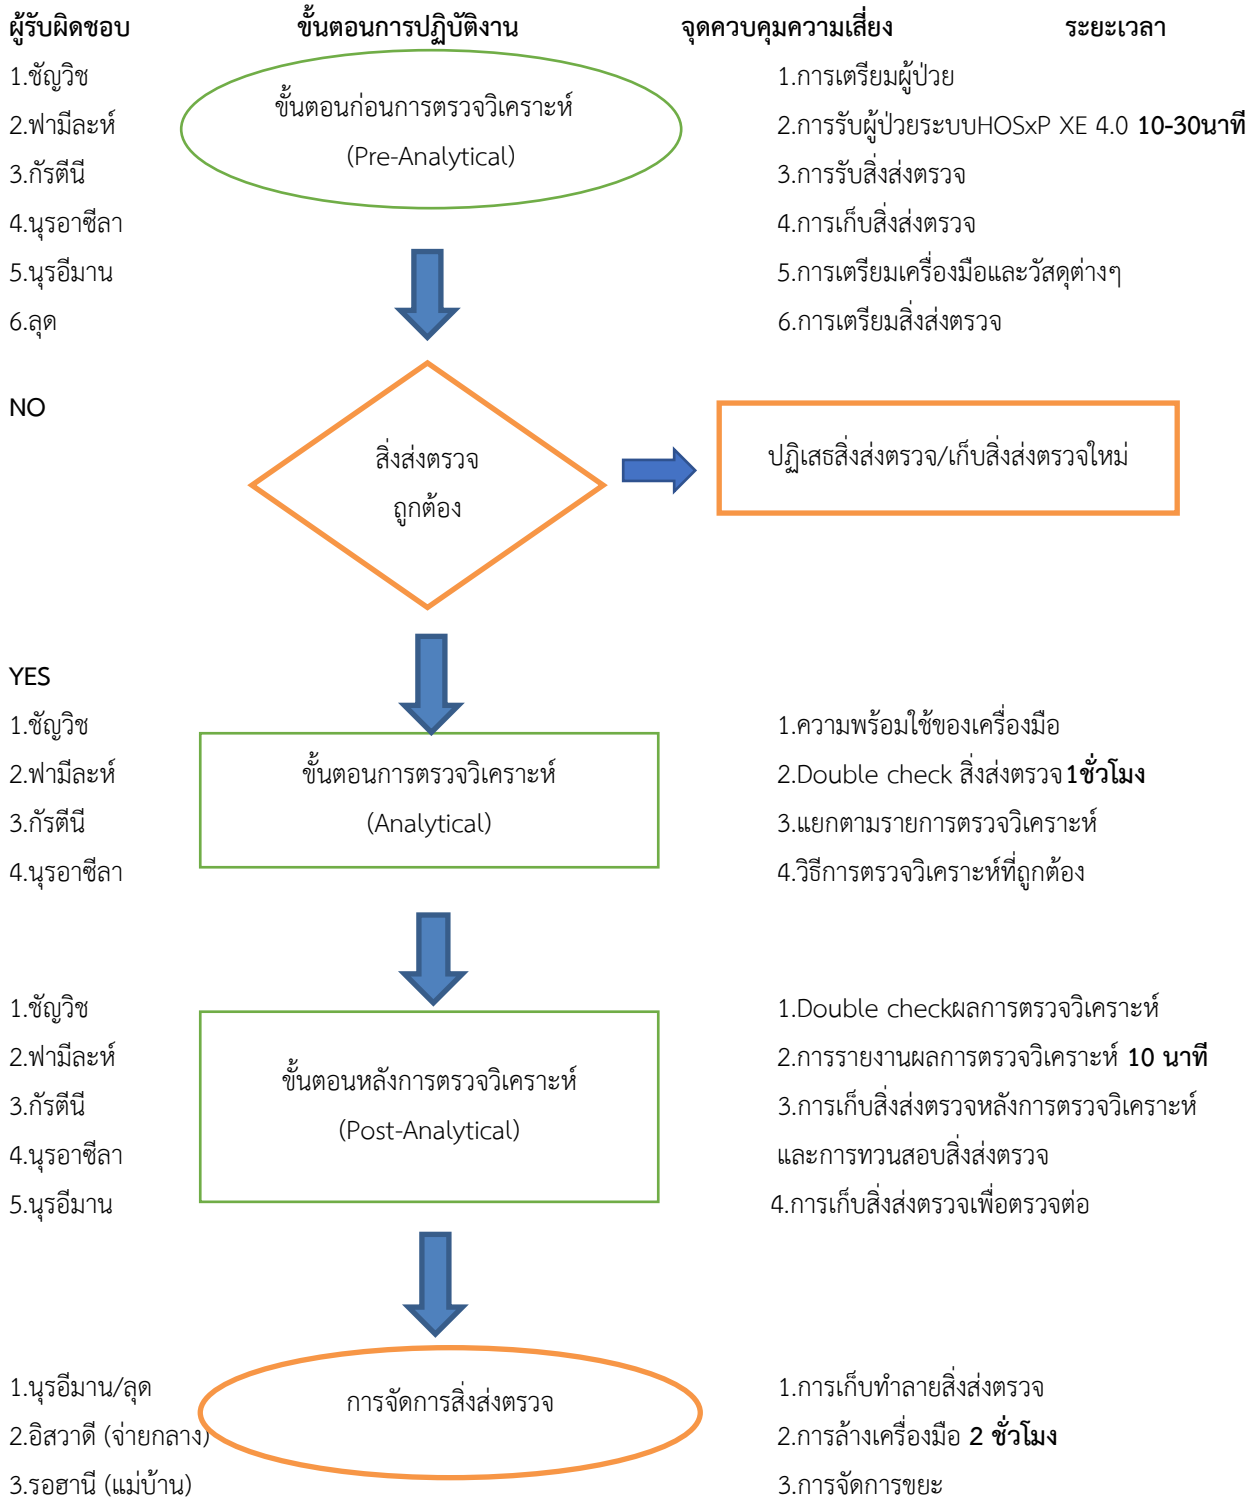 ผู้รับผิดชอบ ขั้นตอนการปฏิบัติงาน จุดควบคุมความเสี่ยง ระยะเวลา
1.ชัญวิช
2.ฟามีละห์
3.กัรตีนี
4.นุรอาซีลา
5.นุรอีมาน
6.ลุด
ขั้นตอนก่อนการตรวจวิเคราะห์
(Pre-Analytical)
1.การเตรียมผู้ป่วย
2.การรับผู้ป่วยระบบHOSxP XE 4.0 10-30นาที
3.การรับสิ่งส่งตรวจ
4.การเก็บสิ่งส่งตรวจ
5.การเตรียมเครื่องมือและวัสดุต่างๆ
6.การเตรียมสิ่งส่งตรวจ
NO
สิ่งส่งตรวจ
ถูกต้อง
ปฏิเสธสิ่งส่งตรวจ/เก็บสิ่งส่งตรวจใหม่
YES
1.ชัญวิช
2.ฟามีละห์
3.กัรตีนี
4.นุรอาซีลา
ขั้นตอนการตรวจวิเคราะห์
(Analytical)
1.ความพร้อมใช้ของเครื่องมือ
2.Double check สิ่งส่งตรวจ 1ชั่วโมง
3.แยกตามรายการตรวจวิเคราะห์
4.วิธีการตรวจวิเคราะห์ที่ถูกต้อง
1.ชัญวิช
2.ฟามีละห์
3.กัรตีนี
4.นุรอาซีลา
5.นุรอีมาน
ขั้นตอนหลังการตรวจวิเคราะห์
(Post-Analytical)
1.Double checkผลการตรวจวิเคราะห์
2.การรายงานผลการตรวจวิเคราะห์ 10 นาที
3.การเก็บสิ่งส่งตรวจหลังการตรวจวิเคราะห์
และการทวนสอบสิ่งส่งตรวจ
4.การเก็บสิ่งส่งตรวจเพื่อตรวจต่อ
1.นุรอีมาน/ลุด
2.อิสวาดี (จ่ายกลาง)
3.รอฮานี (แม่บ้าน)
การจัดการสิ่งส่งตรวจ
1.การเก็บทำลายสิ่งส่งตรวจ
2.การล้างเครื่องมือ 2 ชั่วโมง
3.การจัดการขยะ